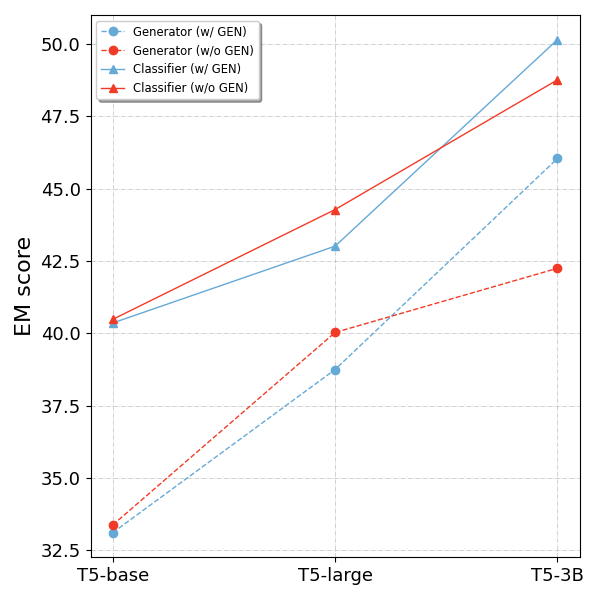 Generator (w/ GEN)
Generator (w/o GEN)
Classifier (w/ GEN)
Classifier (w/o GEN)
EM score
50.0
47.5
45.0
42.5
40.0
37.5
35.0
32.5
T5-base T5-large T5-3B